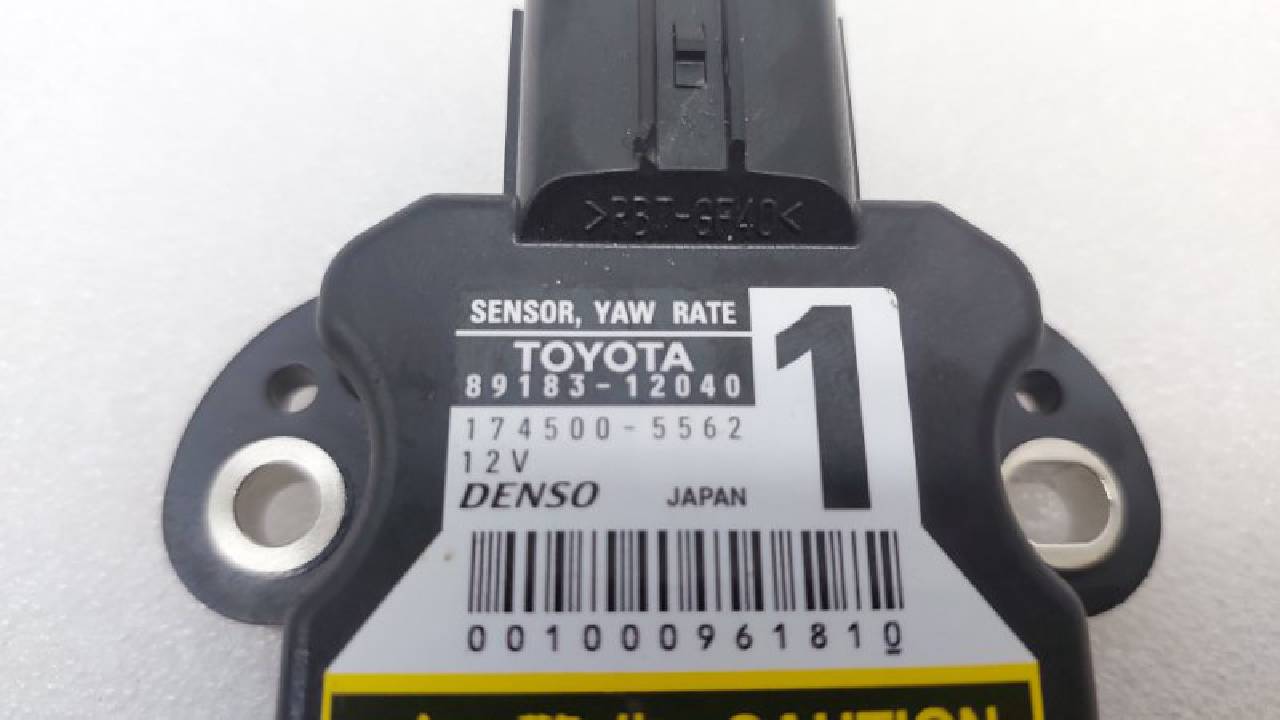 >PBT-GF40<
SENSOR, YAW RATE
1
TOYOTA
89183-12040
174500-5562
12V
DENSO JAPAN
001000961810
CAUTION